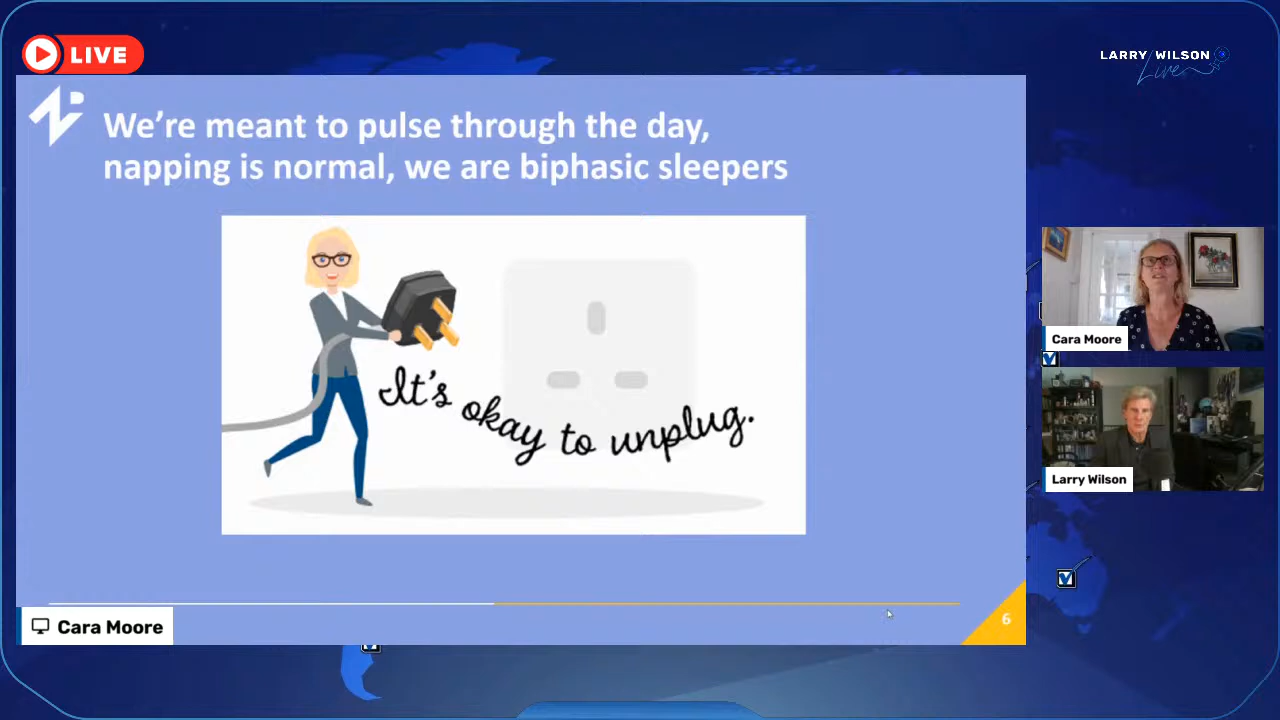 LIVE
LARRY WILSON
Live
We're meant to pulse through the day,
napping is normal, we are biphasic sleepers
It's okay to unplug.
Cara Moore
Larry Wilson
6
Cara Moore